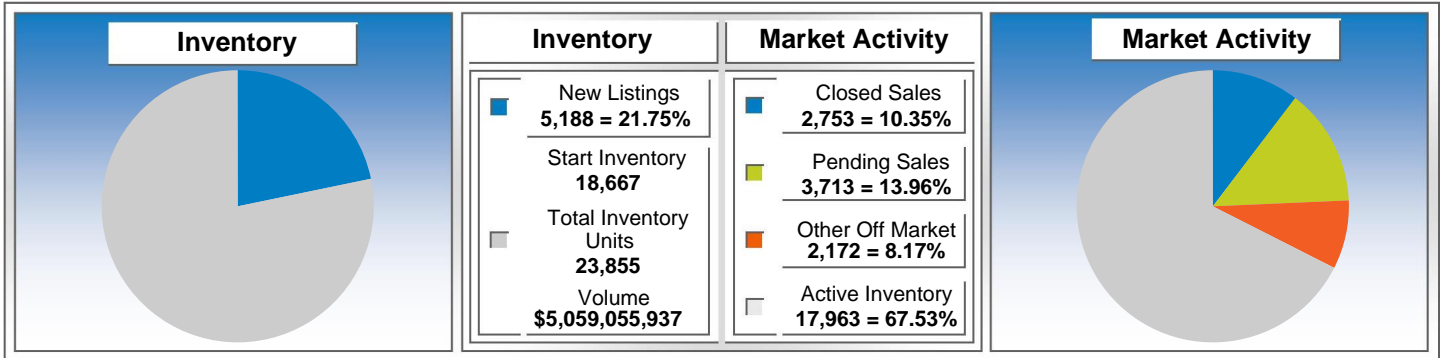 Inventory
Inventory
New Listings
5,188 = 21.75%
Start Inventory
18,667
Total Inventory
Units
23,855
Volume
$5,059,055,937
Market Activity
Closed Sales
2,753 = 10.35%
Pending Sales
3,713 = 13.96%
Other Off Market
2,172 = 8.17%
Active Inventory
17,963 = 67.53%
Market Activity